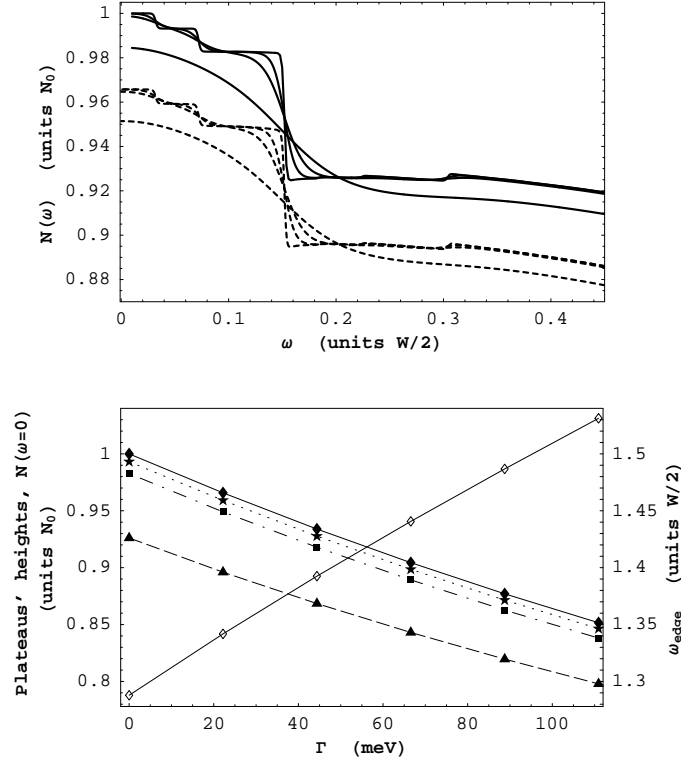 1
0.98
0.96
0.94
0.92
0.9
0.88
N(ω) (units N₀)
0 0.1 0.2 0.3 0.4
ω (units W/2)
1
0.95
0.9
0.85
0.8
Plateaus' heights, N(ω=0)
(units N₀)
1.5
1.45
1.4
1.35
1.3
ω_edge (units W/2)
0 20 40 60 80 100
Γ (meV)